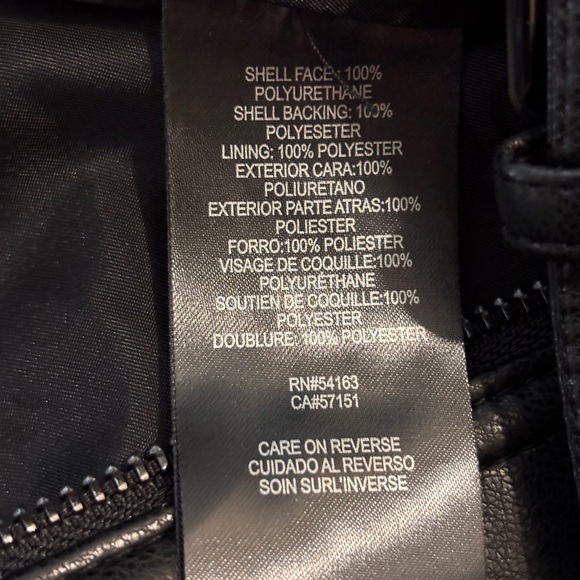 SHELL FACE: 100%
POLYURETHANE
SHELL BACKING: 100%
POLYESETER
LINING: 100% POLYESTER
EXTERIOR CARA:100%
POLIURETANO
EXTERIOR PARTE ATRAS:100%
POLIESTER
FORRO:100% POLIESTER
VISAGE DE COQUILLE:100%
POLYURÉTHANE
SOUTIEN DE COQUILLE:100%
POLYESTER
DOUBLURE: 100% POLYESTER
RN#54163
CA#57151
CARE ON REVERSE
CUIDADO AL REVERSO
SOIN SURL'INVERSE